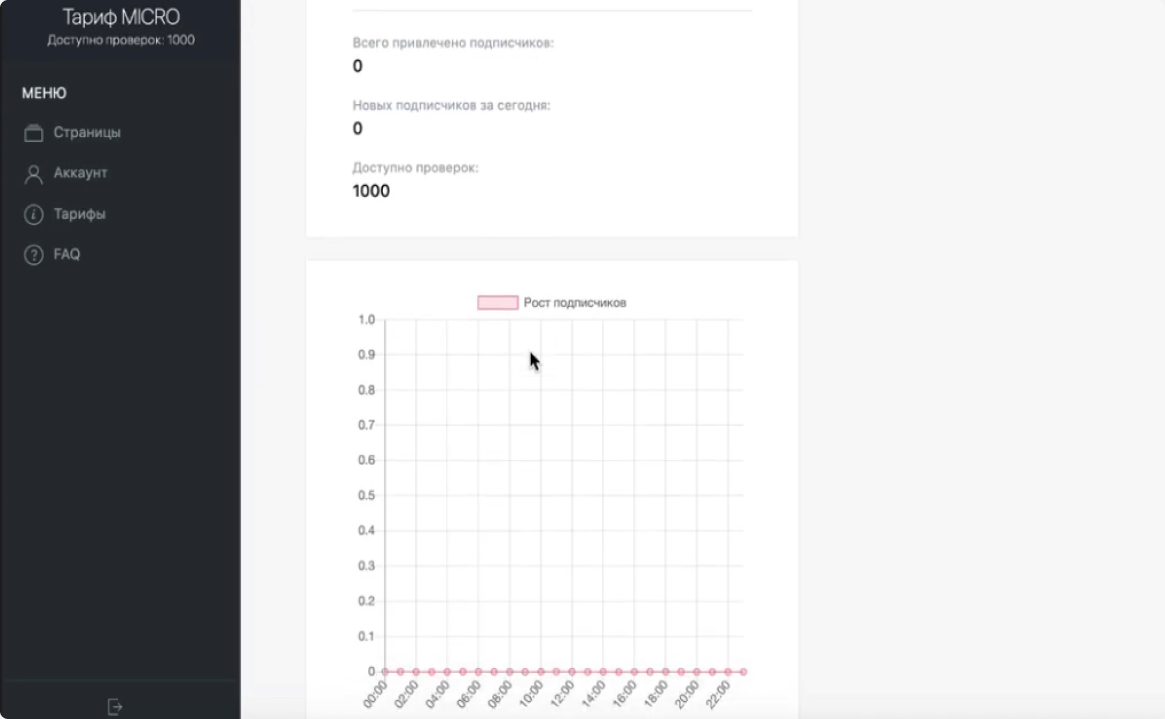 Тариф MICRO
Доступно проверок: 1000
МЕНЮ
Страницы
Аккаунт
Тарифы
FAQ
Всего привлечено подписчиков:
0
Новых подписчиков за сегодня:
0
Доступно проверок:
1000
Рост подписчиков
1.0
0.9
0.8
0.7
0.6
0.5
0.4
0.3
0.2
0.1
0
00:00 02:00 04:00 06:00 08:00 10:00 12:00 14:00 16:00 18:00 20:00 22:00